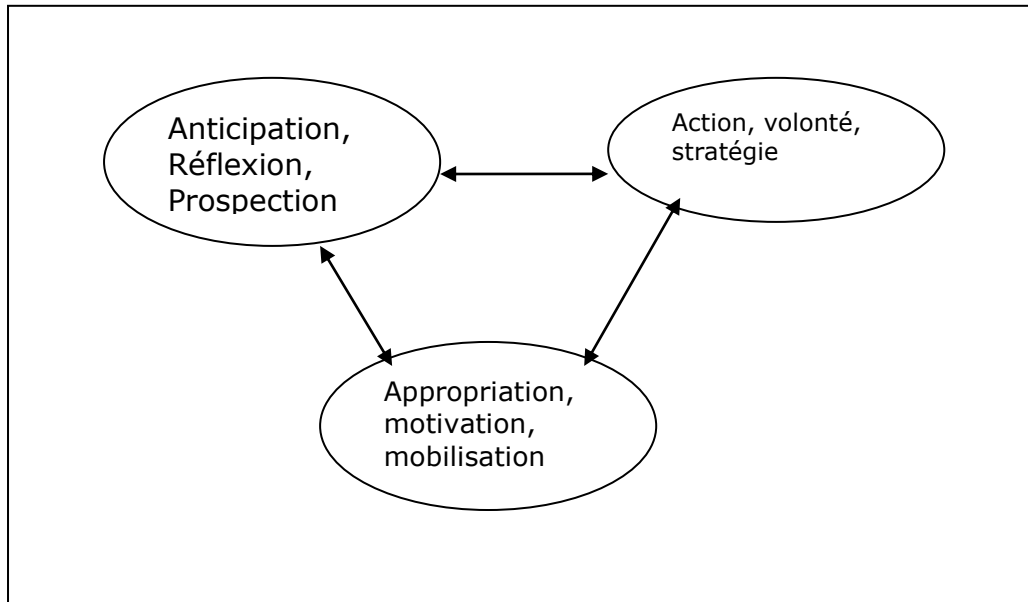 Anticipation,
Réflexion,
Prospection
Action, volonté,
stratégie
Appropriation,
motivation,
mobilisation